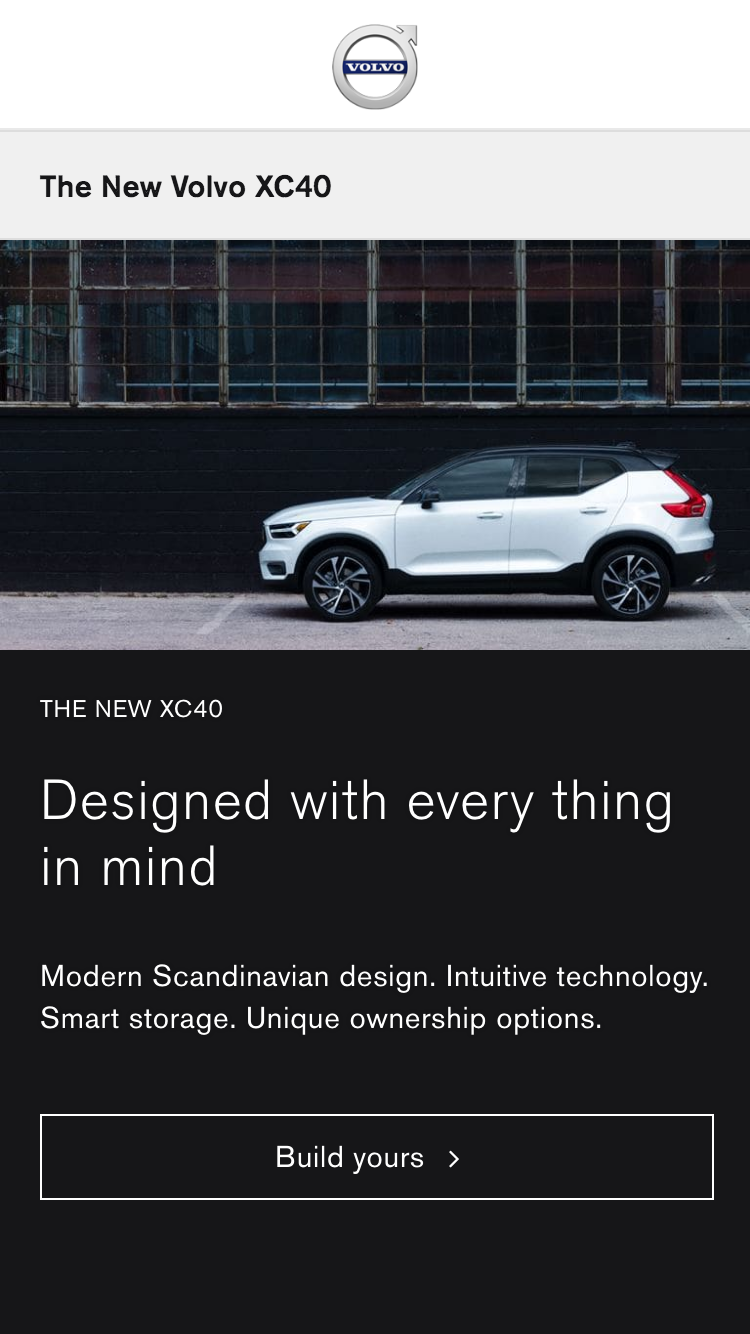 VOLVO
The New Volvo XC40
THE NEW XC40
Designed with every thing
in mind
Modern Scandinavian design. Intuitive technology.
Smart storage. Unique ownership options.
Build yours